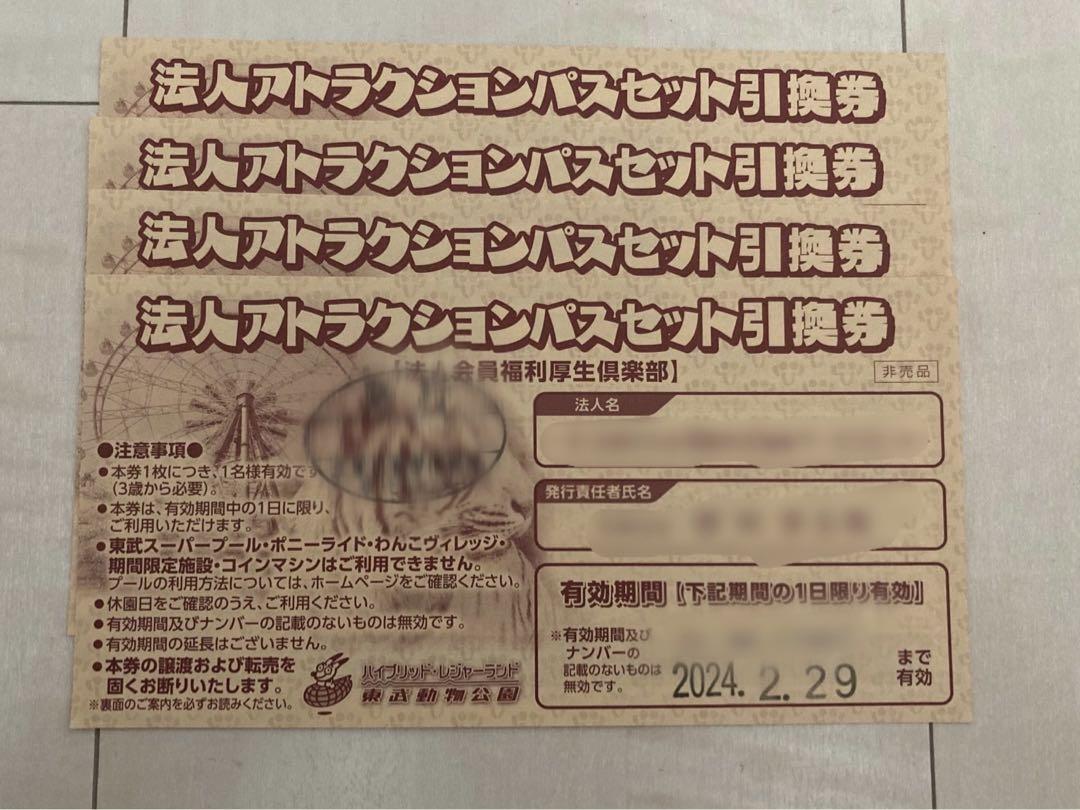 法人アトラクションパスセット引換券
法人アトラクションパスセット引換券
法人アトラクションパスセット引換券
法人アトラクションパスセット引換券
【法人会員福利厚生倶楽部】
非売品
●注意事項●
●本券1枚につき、1名様有効です
(3歳から必要)。
●本券は、有効期間中の1日に限り、
ご利用いただけます。
●東武スーパープール・ポニーライド・わんこヴィレッジ・
期間限定施設・コインマシンはご利用できません。
プールの利用方法については、ホームページをご確認ください。
●休園日をご確認のうえ、ご利用ください。
●有効期間及びナンバーの記載のないものは無効です。
●有効期間の延長はございません。
●本券の譲渡および転売を
固くお断りいたします。
※裏面のご案内を必ずお読みください。
ハイブリッド・レジャーランド
東武動物公園
法人名
発行責任者氏名
有効期間【下記期間の1日限り有効】
※有効期間及び
ナンバーの
記載のないものは
無効です。
2024.2.29
まで
有効